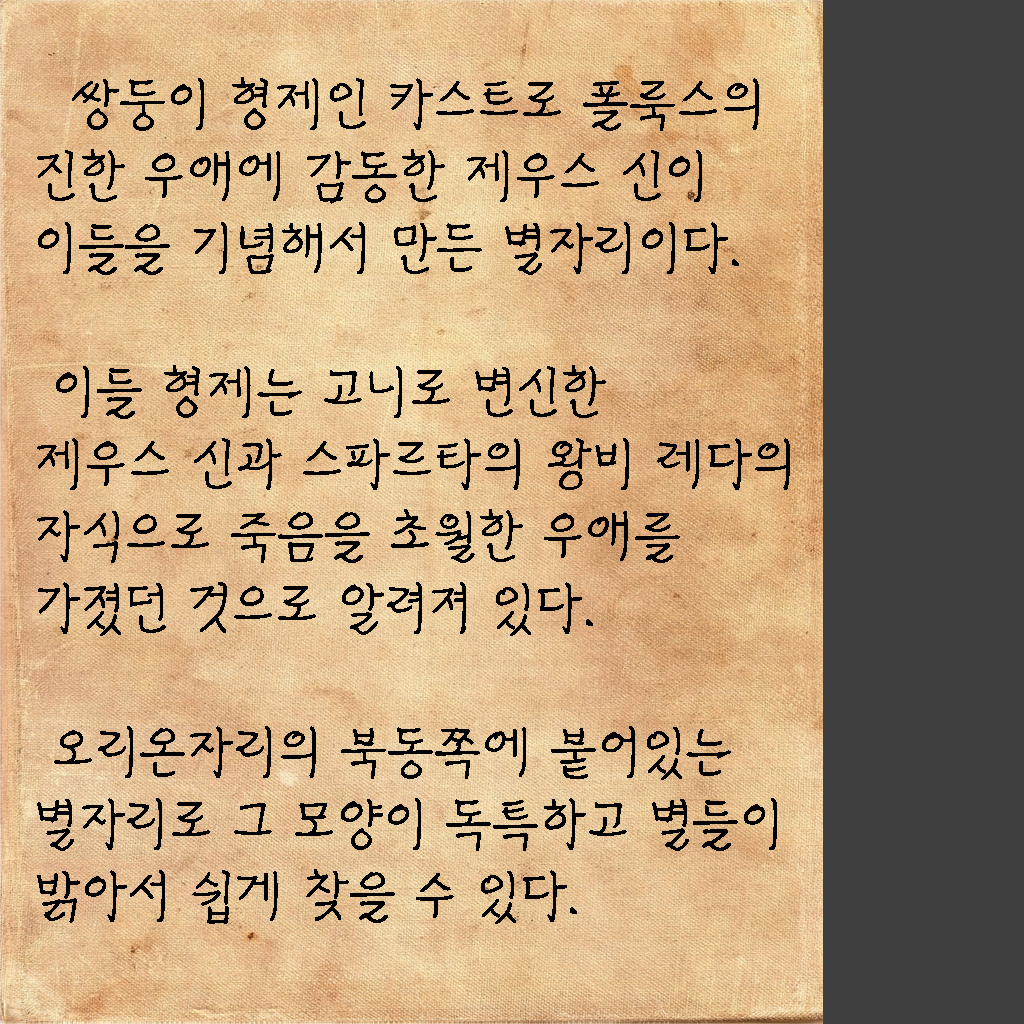 쌍둥이 형제인 카스트로 폴룩스의
진한 우애에 감동한 제우스 신이
이들을 기념해서 만든 별자리이다.
이들 형제는 고니로 변신한
제우스 신과 스파르타의 왕비 레다의
자식으로 죽음을 초월한 우애를
가졌던 것으로 알려져 있다.
오리온자리의 북동쪽에 붙어있는
별자리로 그 모양이 독특하고 별들이
밝아서 쉽게 찾을 수 있다.